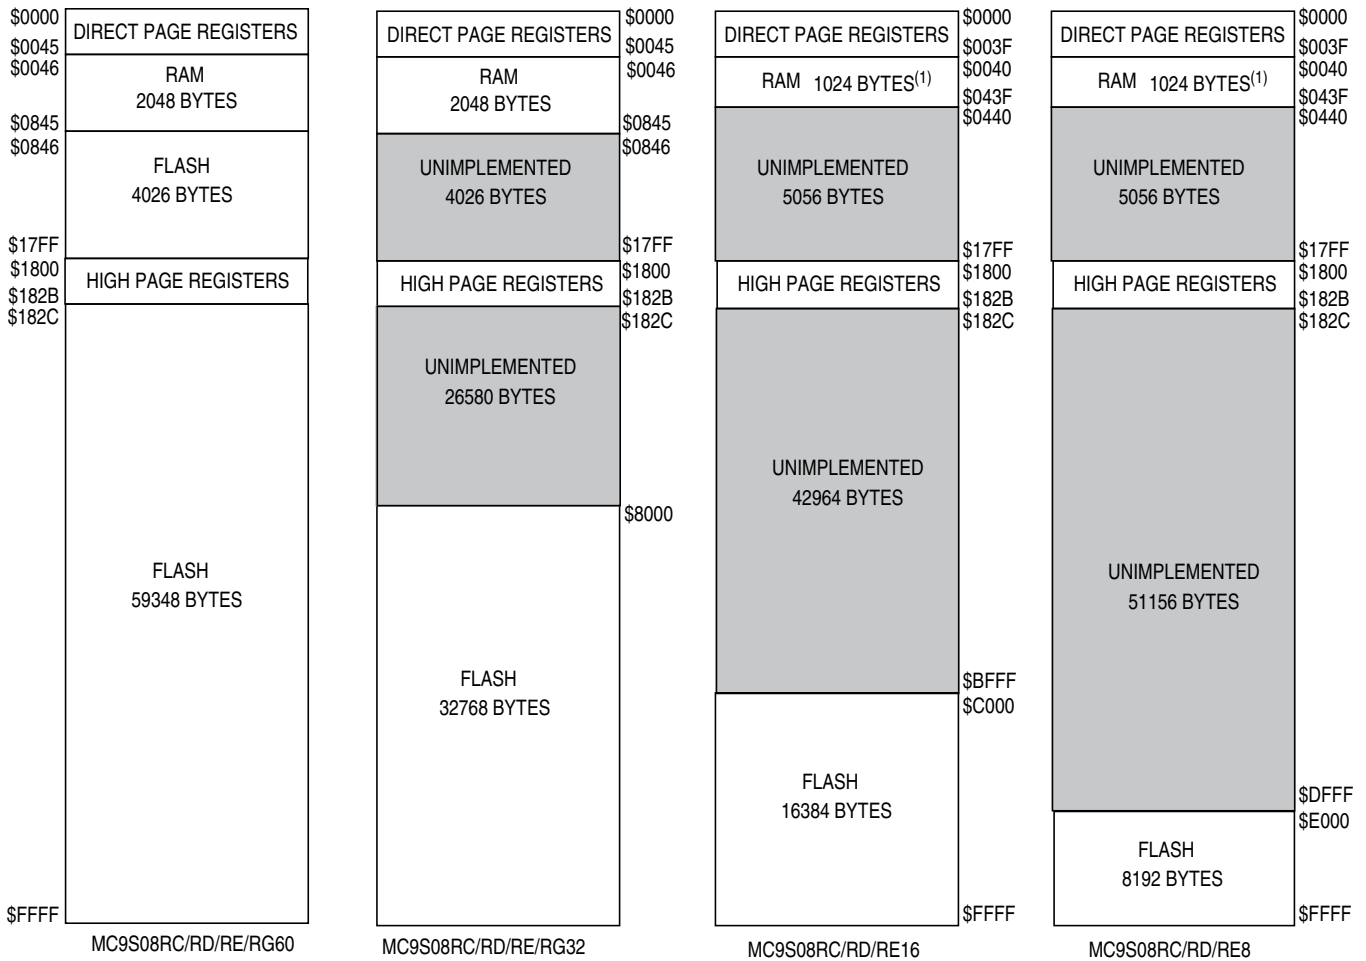 $0000
DIRECT PAGE REGISTERS
$0045
$0046
RAM
2048 BYTES
$0845
$0846
FLASH
4026 BYTES
$17FF
$1800
HIGH PAGE REGISTERS
$182B
$182C
FLASH
59348 BYTES
$FFFF
MC9S08RC/RD/RE/RG60
$0000
DIRECT PAGE REGISTERS
$0045
$0046
RAM
2048 BYTES
$0845
$0846
UNIMPLEMENTED
4026 BYTES
$17FF
$1800
HIGH PAGE REGISTERS
$182B
$182C
UNIMPLEMENTED
26580 BYTES
$8000
FLASH
32768 BYTES
MC9S08RC/RD/RE/RG32
$0000
DIRECT PAGE REGISTERS
$003F
$0040
RAM 1024 BYTES(1)
$043F
$0440
UNIMPLEMENTED
5056 BYTES
$17FF
$1800
HIGH PAGE REGISTERS
$182B
$182C
UNIMPLEMENTED
42964 BYTES
$BFFF
$C000
FLASH
16384 BYTES
$FFFF
MC9S08RC/RD/RE16
$0000
DIRECT PAGE REGISTERS
$003F
$0040
RAM 1024 BYTES(1)
$043F
$0440
UNIMPLEMENTED
5056 BYTES
$17FF
$1800
HIGH PAGE REGISTERS
$182B
$182C
UNIMPLEMENTED
51156 BYTES
$DFFF
$E000
FLASH
8192 BYTES
$FFFF
MC9S08RC/RD/RE8